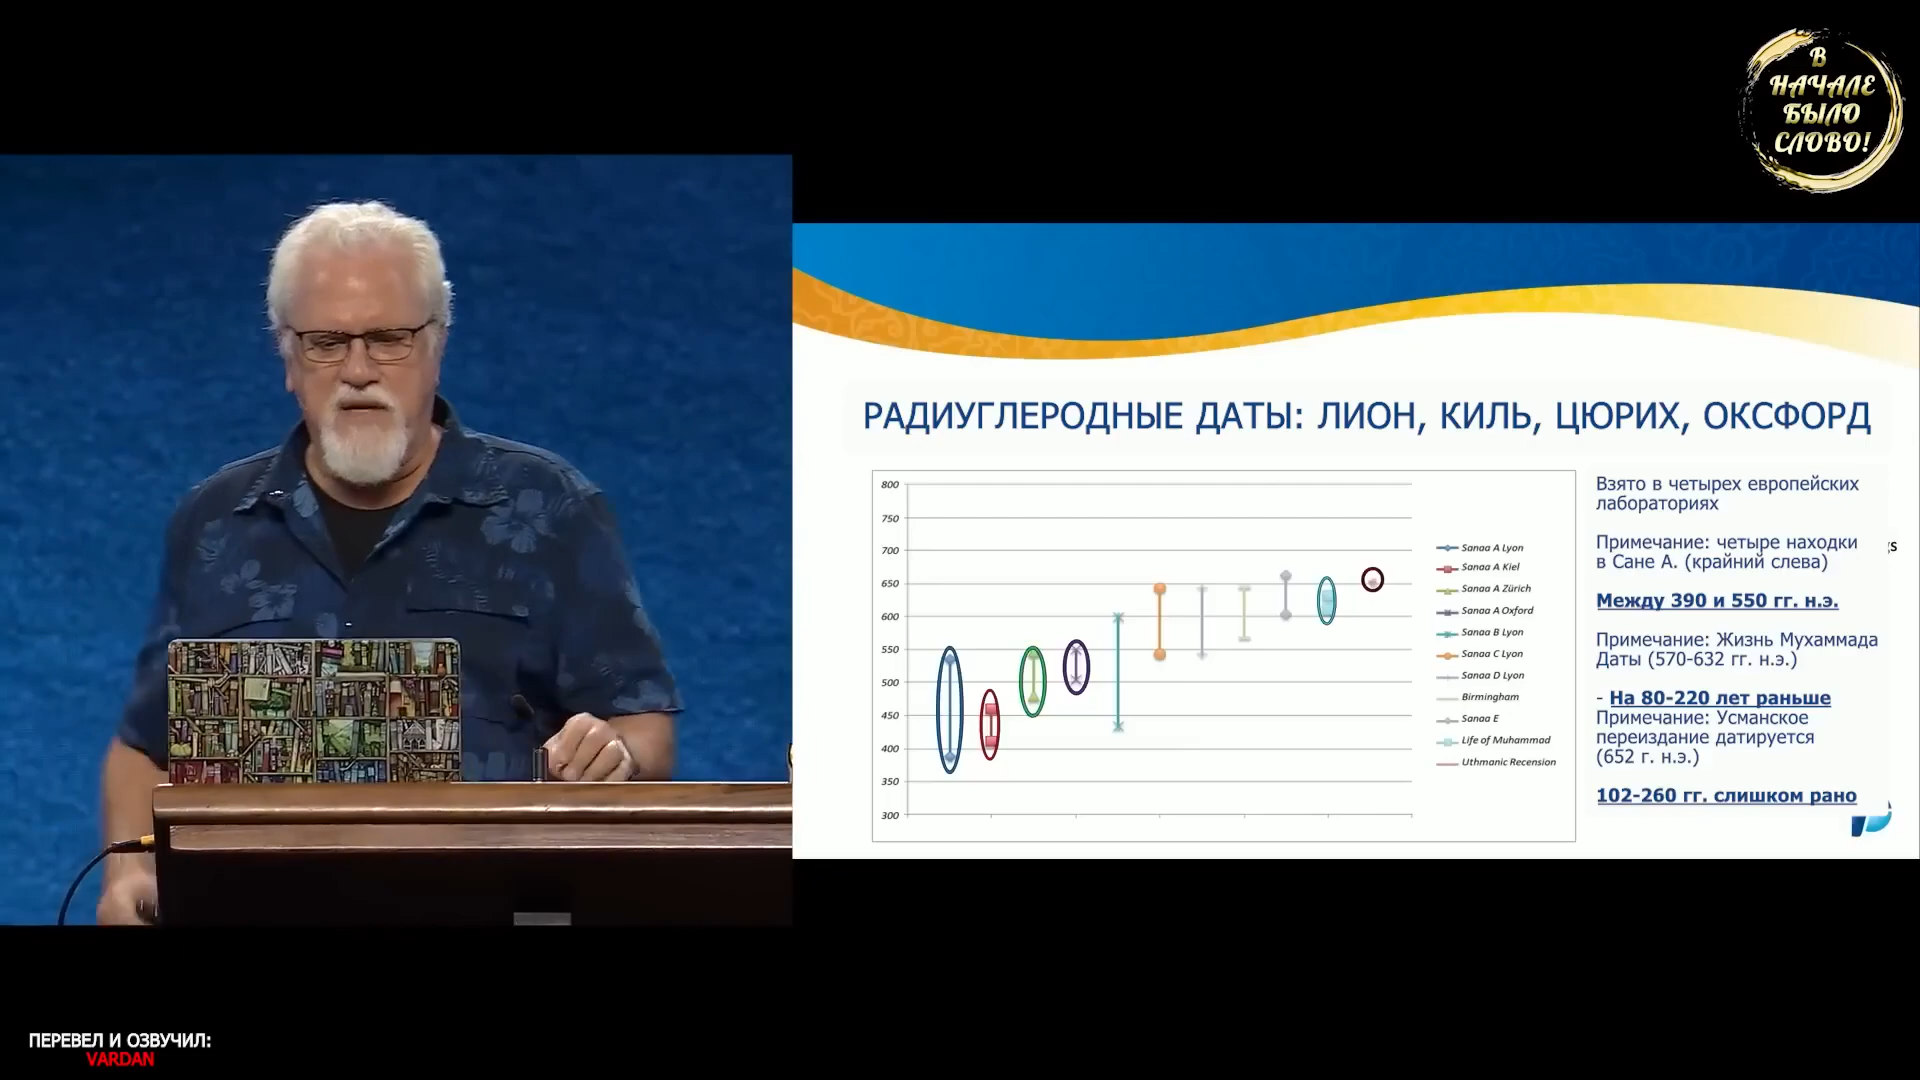 В
НАЧАЛЕ
БЫЛО
СЛОВО!
РАДИУГЛЕРОДНЫЕ ДАТЫ: ЛИОН, КИЛЬ, ЦЮРИХ, ОКСФОРД
800
750
700
650
600
550
500
450
400
350
300
Sanaa A Lyon
Sanaa A Kiel
Sanaa A Zürich
Sanaa A Oxford
Sanaa B Lyon
Sanaa C Lyon
Sanaa D Lyon
Birmingham
Sanaa E
Life of Muhammad
Uthmanic Recension
Взято в четырех европейских
лабораториях
Примечание: четыре находки
в Сане А. (крайний слева)
Между 390 и 550 гг. н.э.
Примечание: Жизнь Мухаммада
Даты (570-632 гг. н.э.)
- На 80-220 лет раньше
Примечание: Усманское
переиздание датируется
(652 г. н.э.)
102-260 гг. слишком рано
ПЕРЕВЕЛ И ОЗВУЧИЛ:
VARDAN